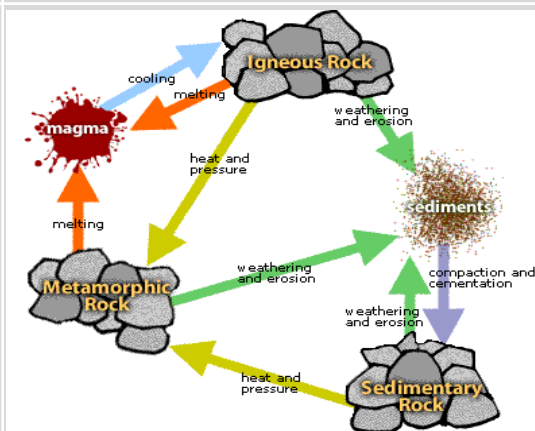 Igneous Rock
cooling
melting
weathering
and erosion
magma
heat and
pressure
sediments
melting
weathering
and erosion
compaction and
cementation
Metamorphic
Rock
weathering
and erosion
heat and
pressure
Sedimentary
Rock